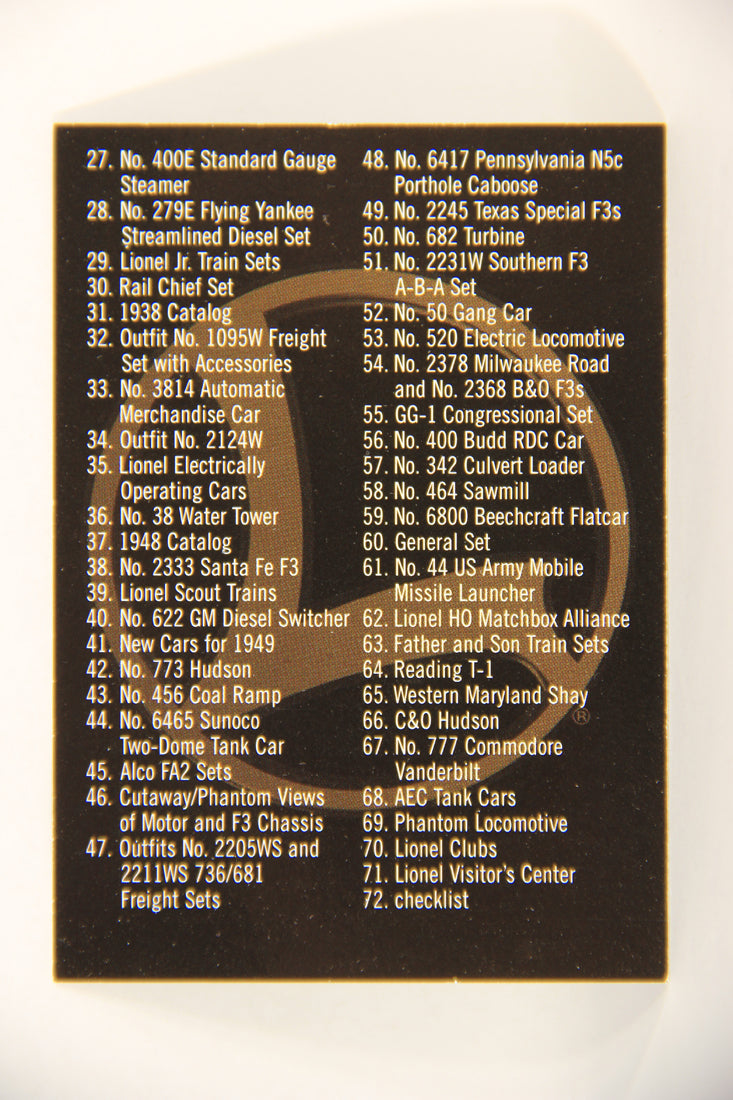 27. No. 400E Standard Gauge
Steamer
28. No. 279E Flying Yankee
Streamlined Diesel Set
29. Lionel Jr. Train Sets
30. Rail Chief Set
31. 1938 Catalog
32. Outfit No. 1095W Freight
Set with Accessories
33. No. 3814 Automatic
Merchandise Car
34. Outfit No. 2124W
35. Lionel Electrically
Operating Cars
36. No. 38 Water Tower
37. 1948 Catalog
38. No. 2333 Santa Fe F3
39. Lionel Scout Trains
40. No. 622 GM Diesel Switcher
41. New Cars for 1949
42. No. 773 Hudson
43. No. 456 Coal Ramp
44. No. 6465 Sunoco
Two-Dome Tank Car
45. Alco FA2 Sets
46. Cutaway/Phantom Views
of Motor and F3 Chassis
47. Outfits No. 2205WS and
2211WS 736/681
Freight Sets
48. No. 6417 Pennsylvania N5c
Porthole Caboose
49. No. 2245 Texas Special F3s
50. No. 682 Turbine
51. No. 2231W Southern F3
A-B-A Set
52. No. 50 Gang Car
53. No. 520 Electric Locomotive
54. No. 2378 Milwaukee Road
and No. 2368 B&O F3s
55. GG-1 Congressional Set
56. No. 400 Budd RDC Car
57. No. 342 Culvert Loader
58. No. 464 Sawmill
59. No. 6800 Beechcraft Flatcar
60. General Set
61. No. 44 US Army Mobile
Missile Launcher
62. Lionel HO Matchbox Alliance
63. Father and Son Train Sets
64. Reading T-1
65. Western Maryland Shay
66. C&O Hudson
67. No. 777 Commodore
Vanderbilt
68. AEC Tank Cars
69. Phantom Locomotive
70. Lionel Clubs
71. Lionel Visitor's Center
72. checklist
L
®